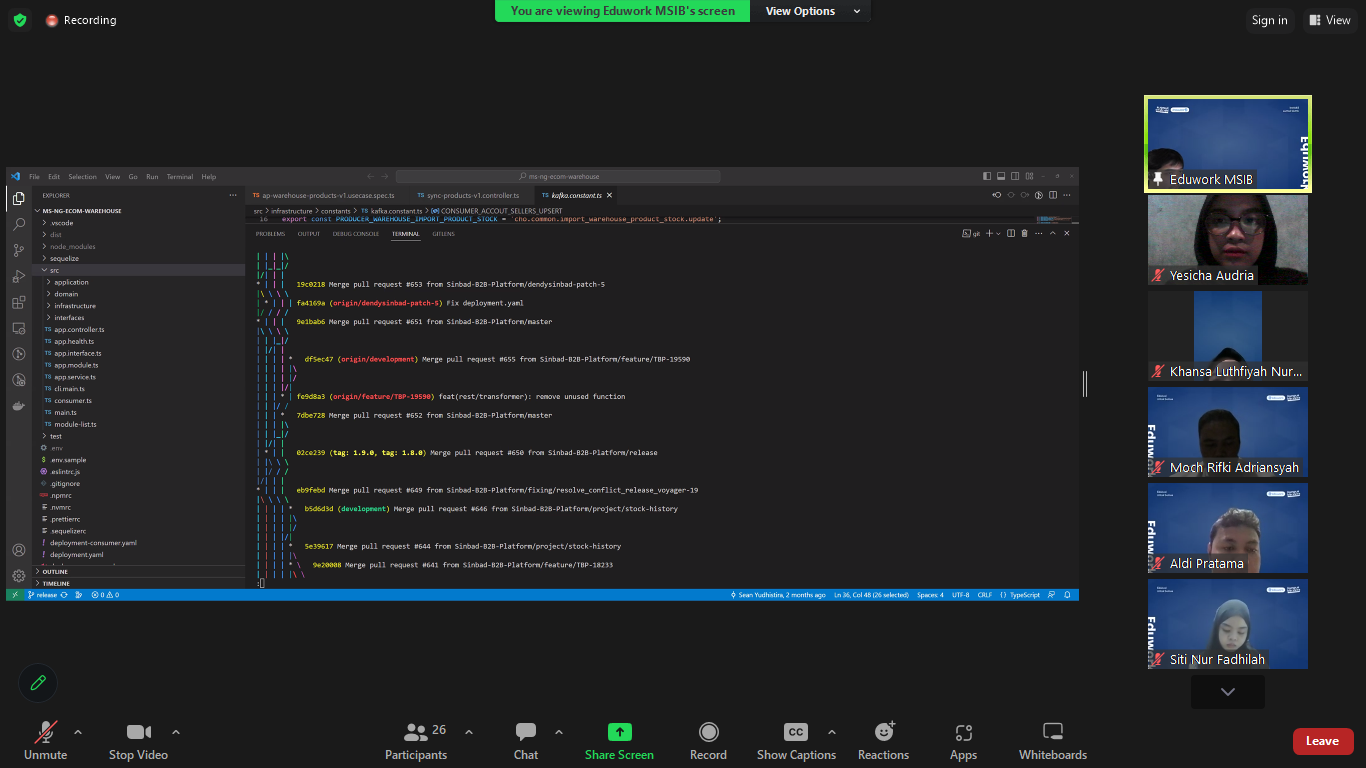 Recording
You are viewing Eduwork MSIB's screen
View Options
Sign in
View
File Edit Selection View Go Run Terminal Help
ms-ng-ecom-warehouse
EXPLORER
MS-NG-ECOM-WAREHOUSE
.vscode
dist
node_modules
sequelize
src
application
domain
infrastructure
interfaces
app.controller.ts
app.health.ts
app.interface.ts
app.module.ts
app.service.ts
cli.main.ts
consumer.ts
main.ts
module-list.ts
test
.env
.env.sample
.eslintrc.js
.gitignore
.npmrc
.nvmrc
.prettierrc
.sequelizerc
deployment-consumer.yaml
deployment.yaml
OUTLINE
TIMELINE
ap-warehouse-products-v1.usecase.spec.ts
sync-products-v1.controller.ts
kafka.constant.ts
src > infrastructure > constants > kafka.constant.ts > CONSUMER_ACCOUT_SELLERS_UPSERT
16 export const PRODUCER_WAREHOUSE_IMPORT_PRODUCT_STOCK = 'cho.common.import_warehouse_product_stock.update';
PROBLEMS OUTPUT DEBUG CONSOLE TERMINAL GITLENS
git
19c0218 Merge pull request #653 from Sinbad-B2B-Platform/dendysinbad-patch-5
fa4169a (origin/dendysinbad-patch-5) Fix deployment.yaml
9e1bab6 Merge pull request #651 from Sinbad-B2B-Platform/master
df5ec47 (origin/development) Merge pull request #655 from Sinbad-B2B-Platform/feature/TBP-19590
fe9d8a3 (origin/feature/TBP-19590) feat(rest/transformer): remove unused function
7dbe728 Merge pull request #652 from Sinbad-B2B-Platform/master
02ce239 (tag: 1.9.0, tag: 1.8.0) Merge pull request #650 from Sinbad-B2B-Platform/release
eb9febd Merge pull request #649 from Sinbad-B2B-Platform/fixing/resolve_conflict_release_voyager-19
b5d6d3d (development) Merge pull request #646 from Sinbad-B2B-Platform/project/stock-history
5e39617 Merge pull request #644 from Sinbad-B2B-Platform/project/stock-history
9e20008 Merge pull request #641 from Sinbad-B2B-Platform/feature/TBP-18233
:
release
0 0
Sean Yudhistira, 2 months ago
Ln 36, Col 48 (26 selected)
Spaces: 4
UTF-8
CRLF
{ } TypeScript
Eduwork
Eduwork MSIB
Yesicha Audria
Khansa Luthfiyah Nur...
Eduwork
Moch Rifki Adriansyah
Eduwork
Aldi Pratama
Eduwork
Siti Nur Fadhilah
Unmute
Stop Video
Participants
26
Chat
Share Screen
Record
CC
Show Captions
Reactions
Apps
Whiteboards
Leave